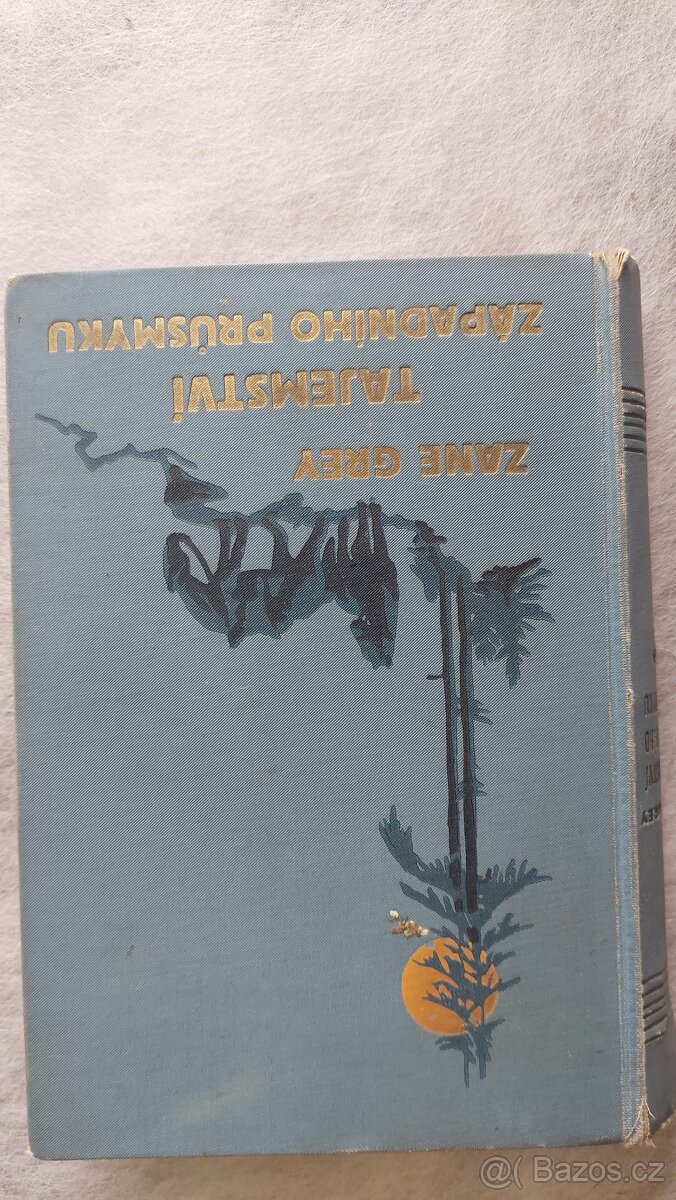 ZANE GREY
TAJEMSTVÍ
ZÁPADNÍHO PRŮSMYKU
Bazos.cz